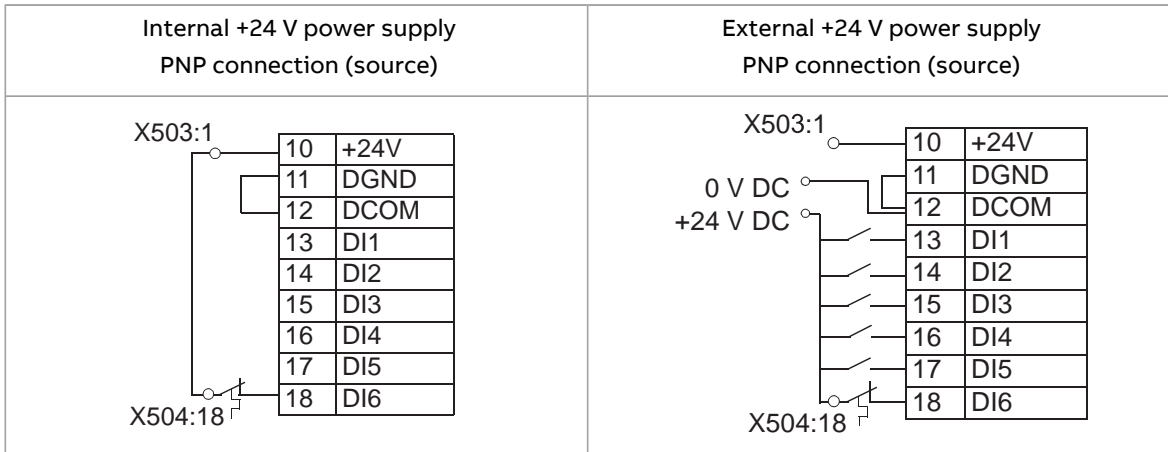 Internal +24 V power supply
PNP connection (source)
External +24 V power supply
PNP connection (source)
X503:1
10 +24V
11 DGND
12 DCOM
13 DI1
14 DI2
15 DI3
16 DI4
17 DI5
18 DI6
X504:18
X503:1
10 +24V
11 DGND
0 V DC
12 DCOM
+24 V DC
13 DI1
14 DI2
15 DI3
16 DI4
17 DI5
18 DI6
X504:18